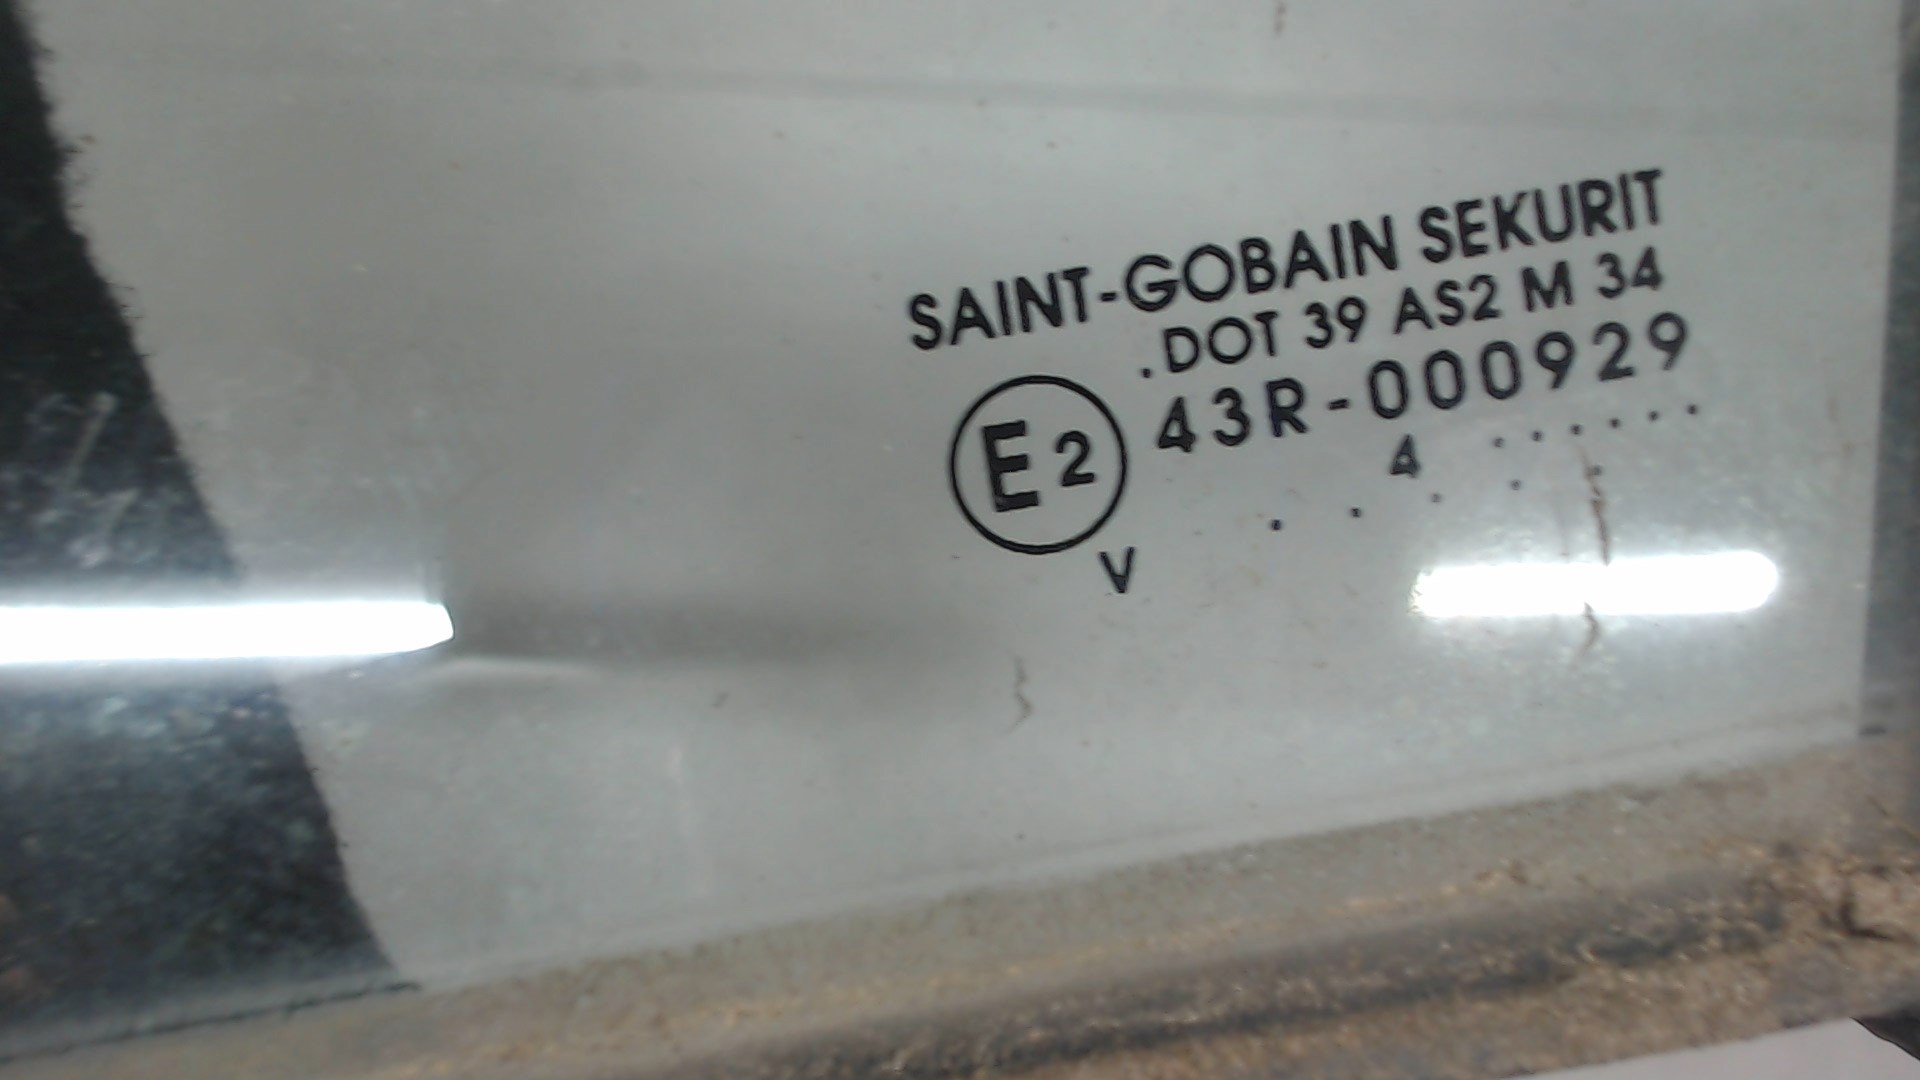 SAINT-GOBAIN SEKURIT
.DOT 39 AS2 M 34
E2 43R-000929
. . . 4 . . . . . .
. . . . .
V